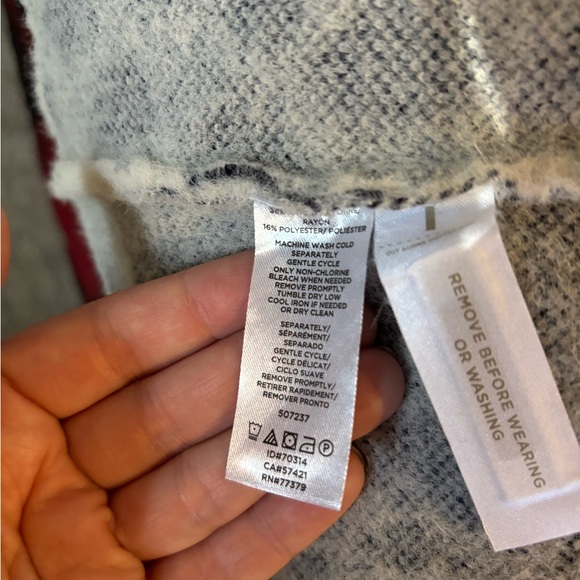 RAYON
16% POLYESTER/ POLIÉSTER
MACHINE WASH COLD
SEPARATELY
GENTLE CYCLE
ONLY NON-CHLORINE
BLEACH WHEN NEEDED
REMOVE PROMPTLY
TUMBLE DRY LOW
COOL IRON IF NEEDED
OR DRY CLEAN
SEPARATELY/
SÉPARÉMENT/
SEPARADO
GENTLE CYCLE/
CYCLE DÉLICAT/
CICLO SUAVE
REMOVE PROMPTLY/
RETIRER RAPIDEMENT/
REMOVER PRONTO
507237
ID#70314
CA#57421
RN#77379
REMOVE BEFORE WEARING
OR WASHING